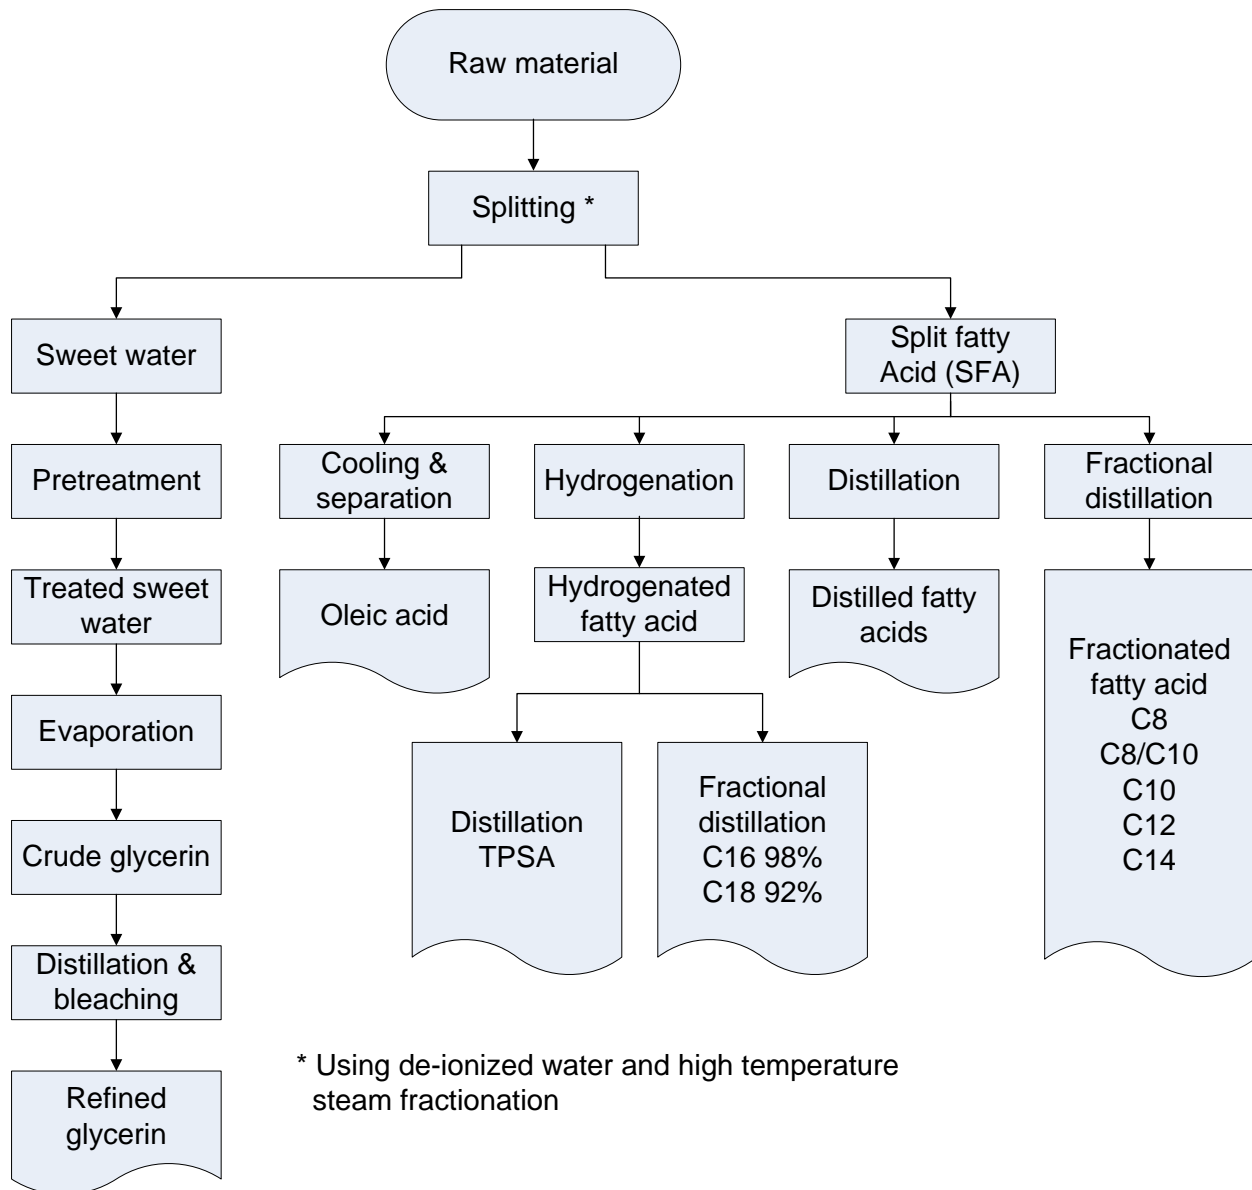 Raw material
Splitting *
Sweet water
Split fatty
Acid (SFA)
Pretreatment
Cooling &
separation
Hydrogenation
Distillation
Fractional
distillation
Treated sweet
water
Oleic acid
Hydrogenated
fatty acid
Distilled fatty
acids
Fractionated
fatty acid
C8
C8/C10
C10
C12
C14
Evaporation
Distillation
TPSA
Fractional
distillation
C16 98%
C18 92%
Crude glycerin
Distillation &
bleaching
Refined
glycerin
* Using de-ionized water and high temperature
steam fractionation